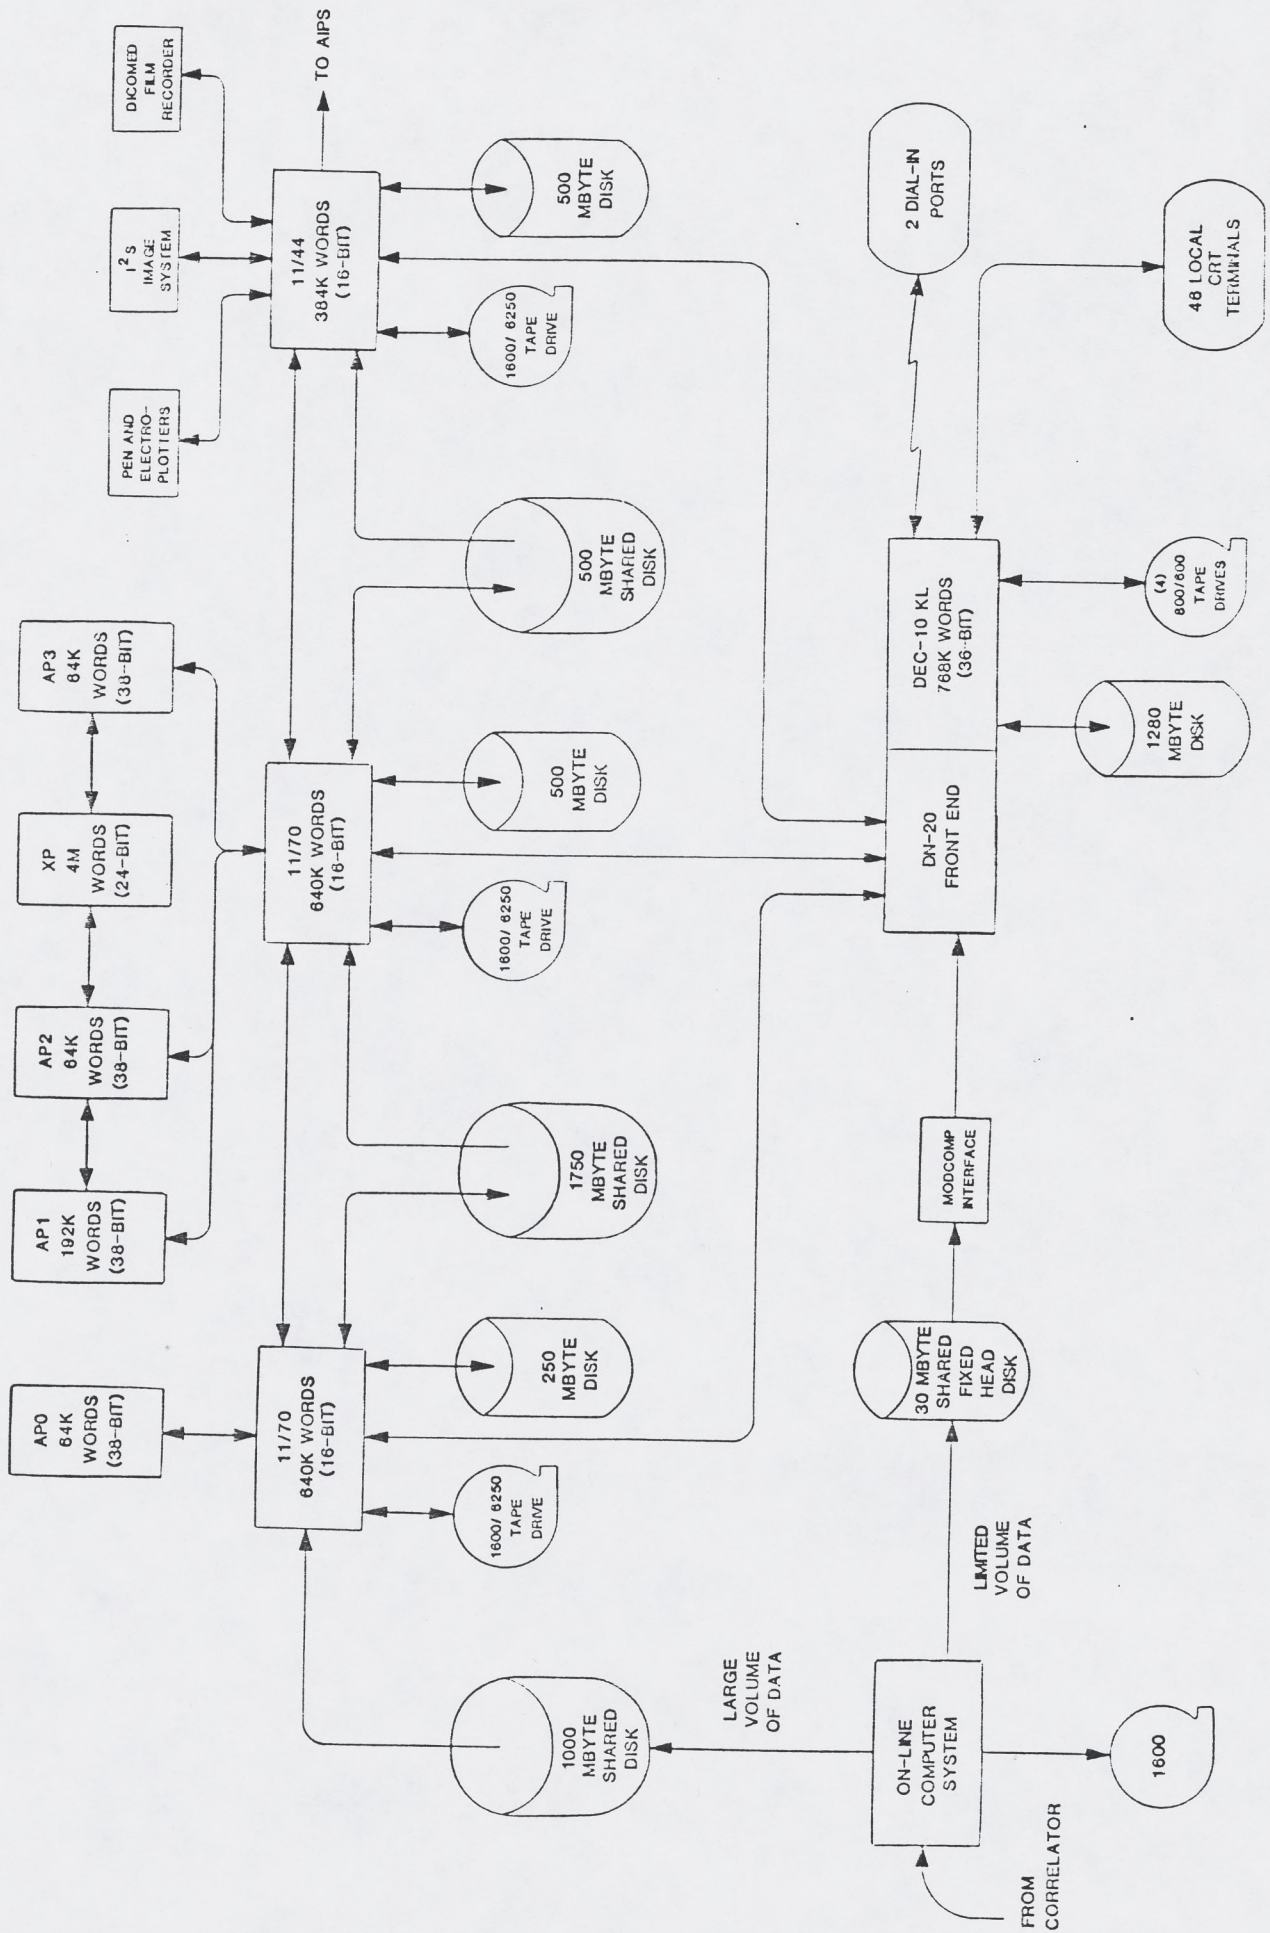 AP0
64K
WORDS
(38-BIT)
AP1
192K
WORDS
(38-BIT)
AP2
64K
WORDS
(38-BIT)
XP
4M
WORDS
(24-BIT)
AP3
64K
WORDS
(38-BIT)
PEN AND
ELECTRO-
PLOTTERS
I2S
IMAGE
SYSTEM
DICOMED
FILM
RECORDER
11/70
640K WORDS
(16-BIT)
11/70
640K WORDS
(16-BIT)
11/44
384K WORDS
(16-BIT)
TO AIPS
1000
MBYTE
SHARED
DISK
1600/ 6250
TAPE
DRIVE
250
MBYTE
DISK
1750
MBYTE
SHARED
DISK
1600/ 6250
TAPE
DRIVE
500
MBYTE
DISK
500
MBYTE
SHARED
DISK
1600/ 6250
TAPE
DRIVE
500
MBYTE
DISK
LARGE
VOLUME
OF DATA
ON-LINE
COMPUTER
SYSTEM
LIMITED
VOLUME
OF DATA
30 MBYTE
SHARED
FIXED
HEAD
DISK
MODCOMP
INTERFACE
DN-20
FRONT END
DEC-10 KL
768K WORDS
(36-BIT)
2 DIAL-IN
PORTS
FROM
CORRELATOR
1600
1280
MBYTE
DISK
(4)
800/600
TAPE
DRIVES
48 LOCAL
CRT
TERMINALS